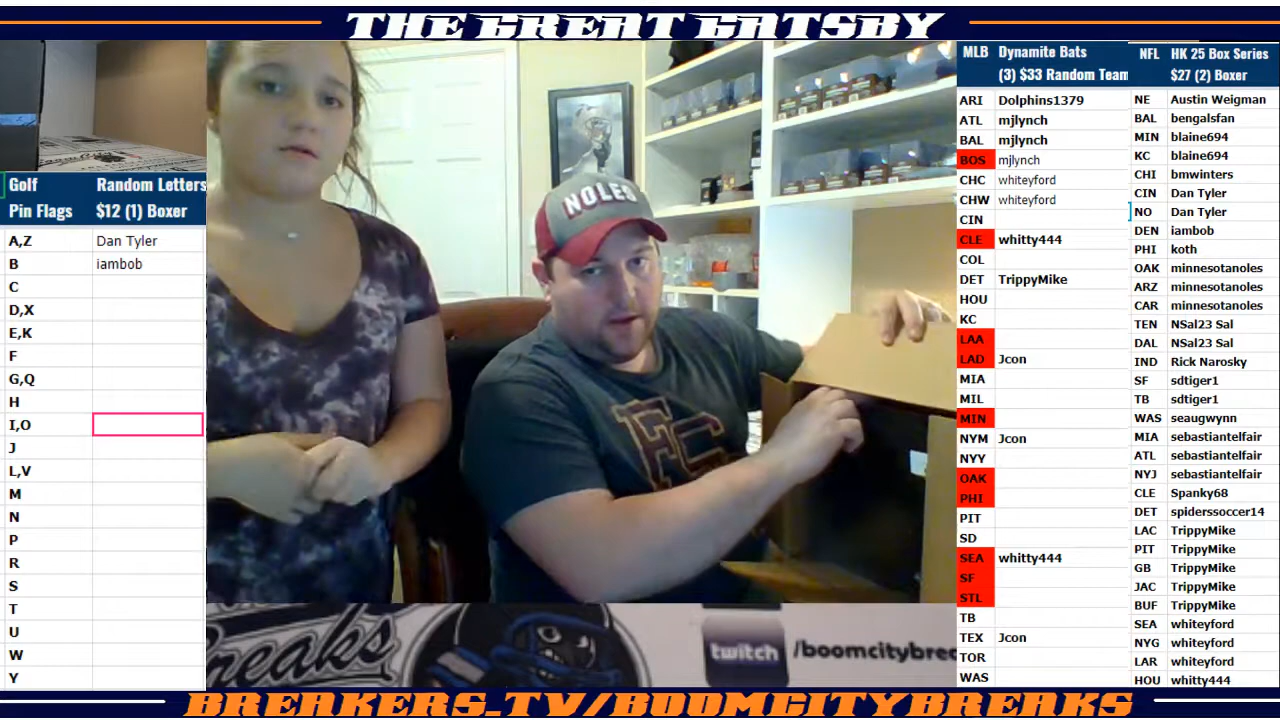 THE GREAT GATSBY
Golf Random Letters
Pin Flags $12 (1) Boxer
A,Z Dan Tyler
B iambob
C
D,X
E,K
F
G,Q
H
I,O
J
L,V
M
N
P
R
S
T
U
W
Y
NOLES
FC
Breaks
twitch /boomcitybrea
MLB Dynamite Bats
(3) $33 Random Team
ARI Dolphins1379
ATL mjlynch
BAL mjlynch
BOS mjlynch
CHC whiteyford
CHW whiteyford
CIN
CLE whitty444
COL
DET TrippyMike
HOU
KC
LAA
LAD Jcon
MIA
MIL
MIN
NYM Jcon
NYY
OAK
PHI
PIT
SD
SEA whitty444
SF
STL
TB
TEX Jcon
TOR
WAS
NFL HK 25 Box Series
$27 (2) Boxer
NE Austin Weigman
BAL bengalsfan
MIN blaine694
KC blaine694
CHI bmwinters
CIN Dan Tyler
NO Dan Tyler
DEN iambob
PHI koth
OAK minnesotanoles
ARZ minnesotanoles
CAR minnesotanoles
TEN NSal23 Sal
DAL NSal23 Sal
IND Rick Narosky
SF sdtiger1
TB sdtiger1
WAS seaugwynn
MIA sebastiantelfair
ATL sebastiantelfair
NYJ sebastiantelfair
CLE Spanky68
DET spiderssoccer14
LAC TrippyMike
PIT TrippyMike
GB TrippyMike
JAC TrippyMike
BUF TrippyMike
SEA whiteyford
NYG whiteyford
LAR whiteyford
HOU whitty444
BREAKERS.TV/BOOMCITYBREAKS